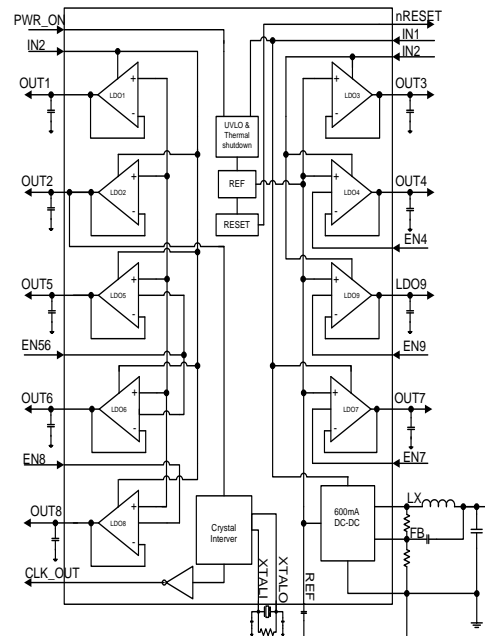 PWR_ON
nRESET
IN1
IN2
IN2
OUT1
LDO1
UVLO &
Thermal
shutdown
LDO3
OUT3
OUT2
LDO2
REF
LDO4
OUT4
RESET
EN4
OUT5
LDO5
LDO9
LDO9
EN56
EN9
OUT6
LDO6
LDO7
OUT7
EN8
EN7
OUT8
LDO8
Crystal
Interver
600mA
DC-DC
LX
FB
CLK_OUT
XTALI
XTALO
REF